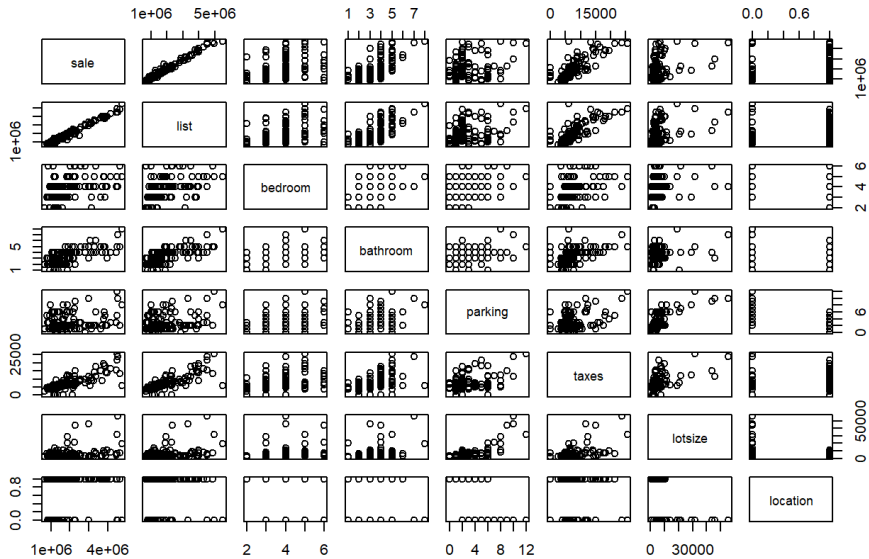 1e+06 5e+06 1 3 5 7 0 15000 0.0 0.6
sale 1e+06
1e+06 list
bedroom 2 4 6
1 5 bathroom
parking 0 6
0 25000 taxes
lotsize 0 50000
0.0 0.8 location
1e+06 4e+06 2 4 6 0 4 8 12 0 30000